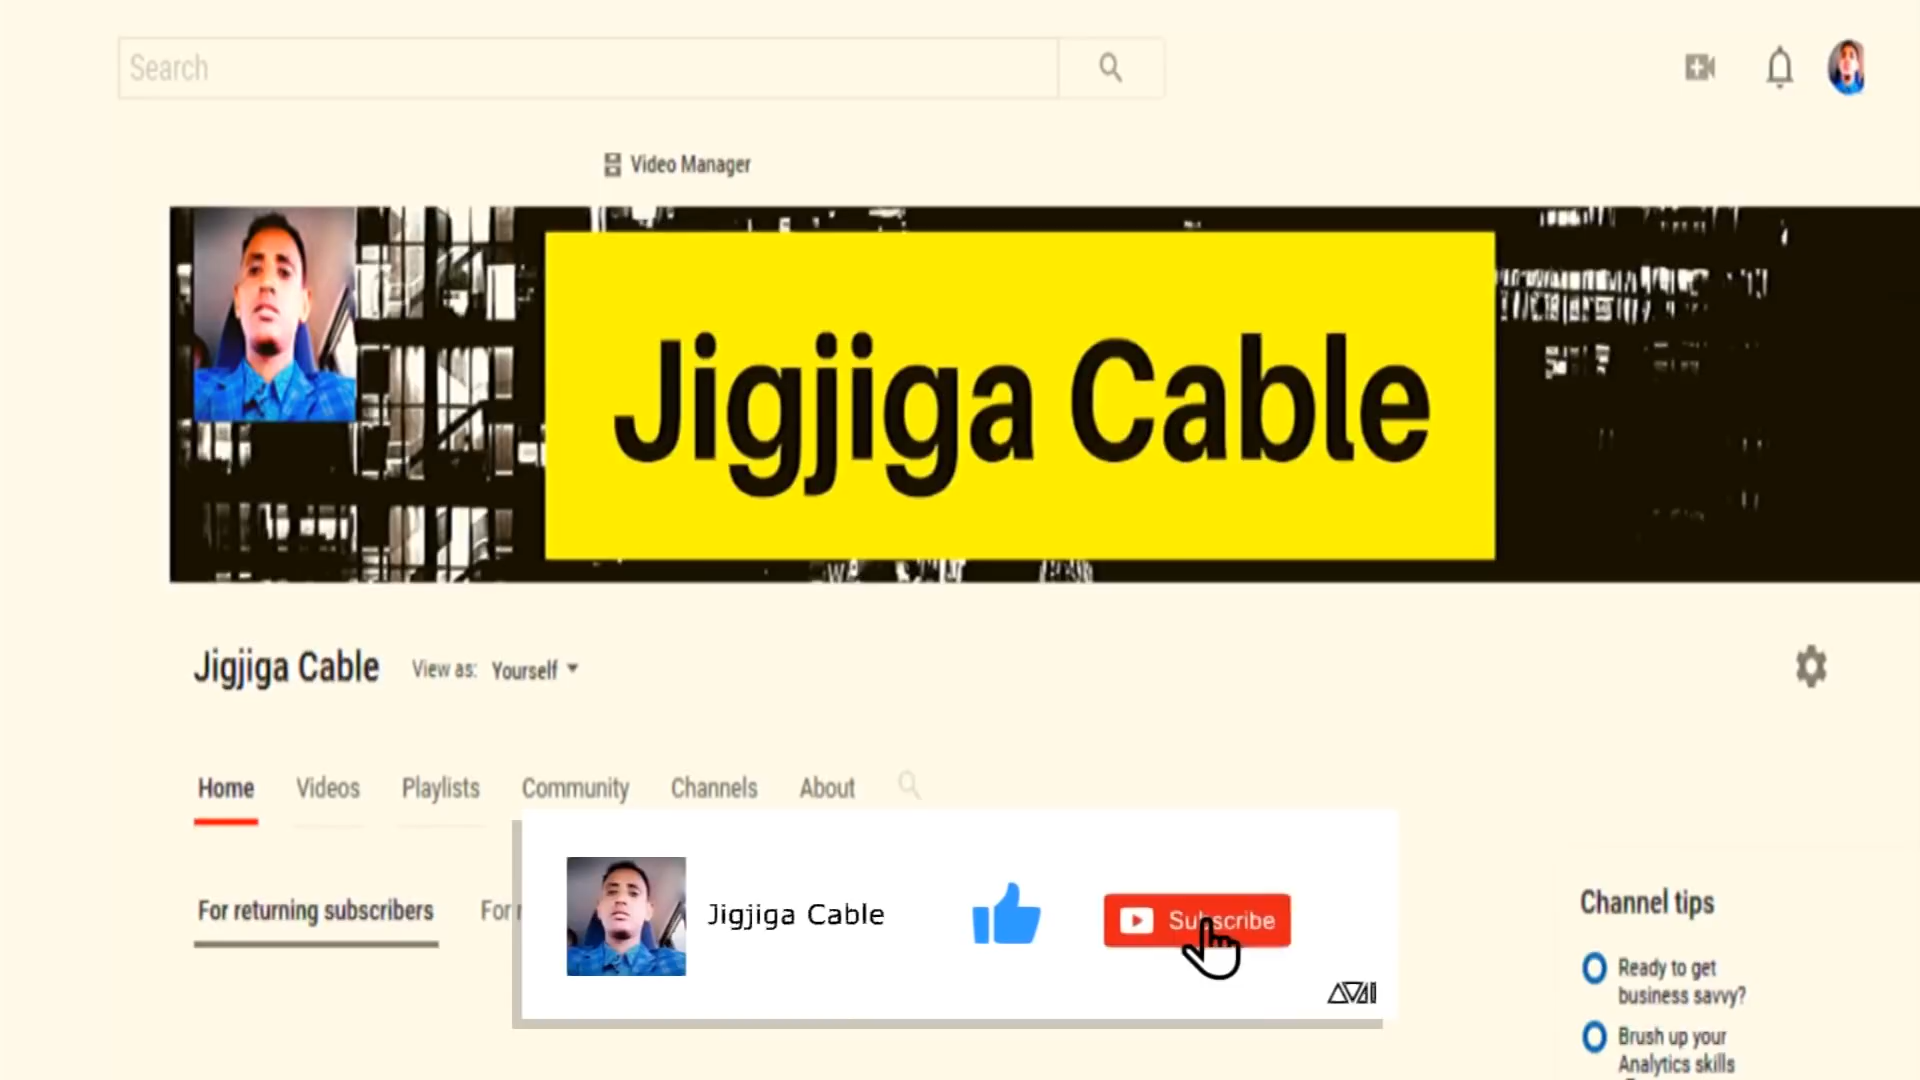 Search
Video Manager
Jigjiga Cable
Jigjiga Cable View as: Yourself
Home Videos Playlists Community Channels About
For returning subscribers For
Jigjiga Cable Subscribe
Channel tips
Ready to get
business savvy?
Brush up your
Analytics skills